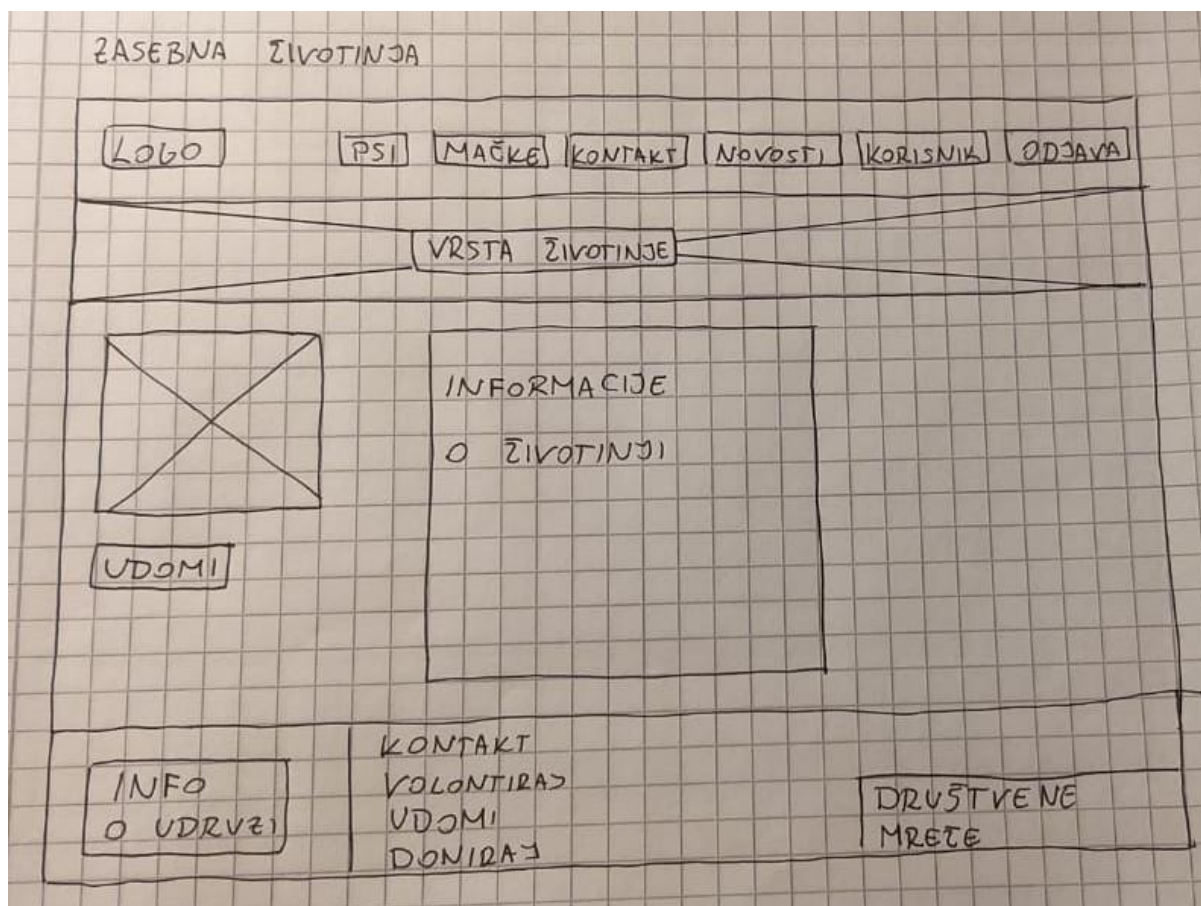 ZASEBNA ŽIVOTINJA
LOGO PSI MAČKE KONTAKT NOVOSTI KORISNIK ODJAVA
VRSTA ŽIVOTINJE
INFORMACIJE
O ŽIVOTINJI
UDOMI
INFO
O UDRUZI
KONTAKT
VOLONTIRAJ
UDOMI
DONIRAJ
DRUŠTVENE
MREŽE